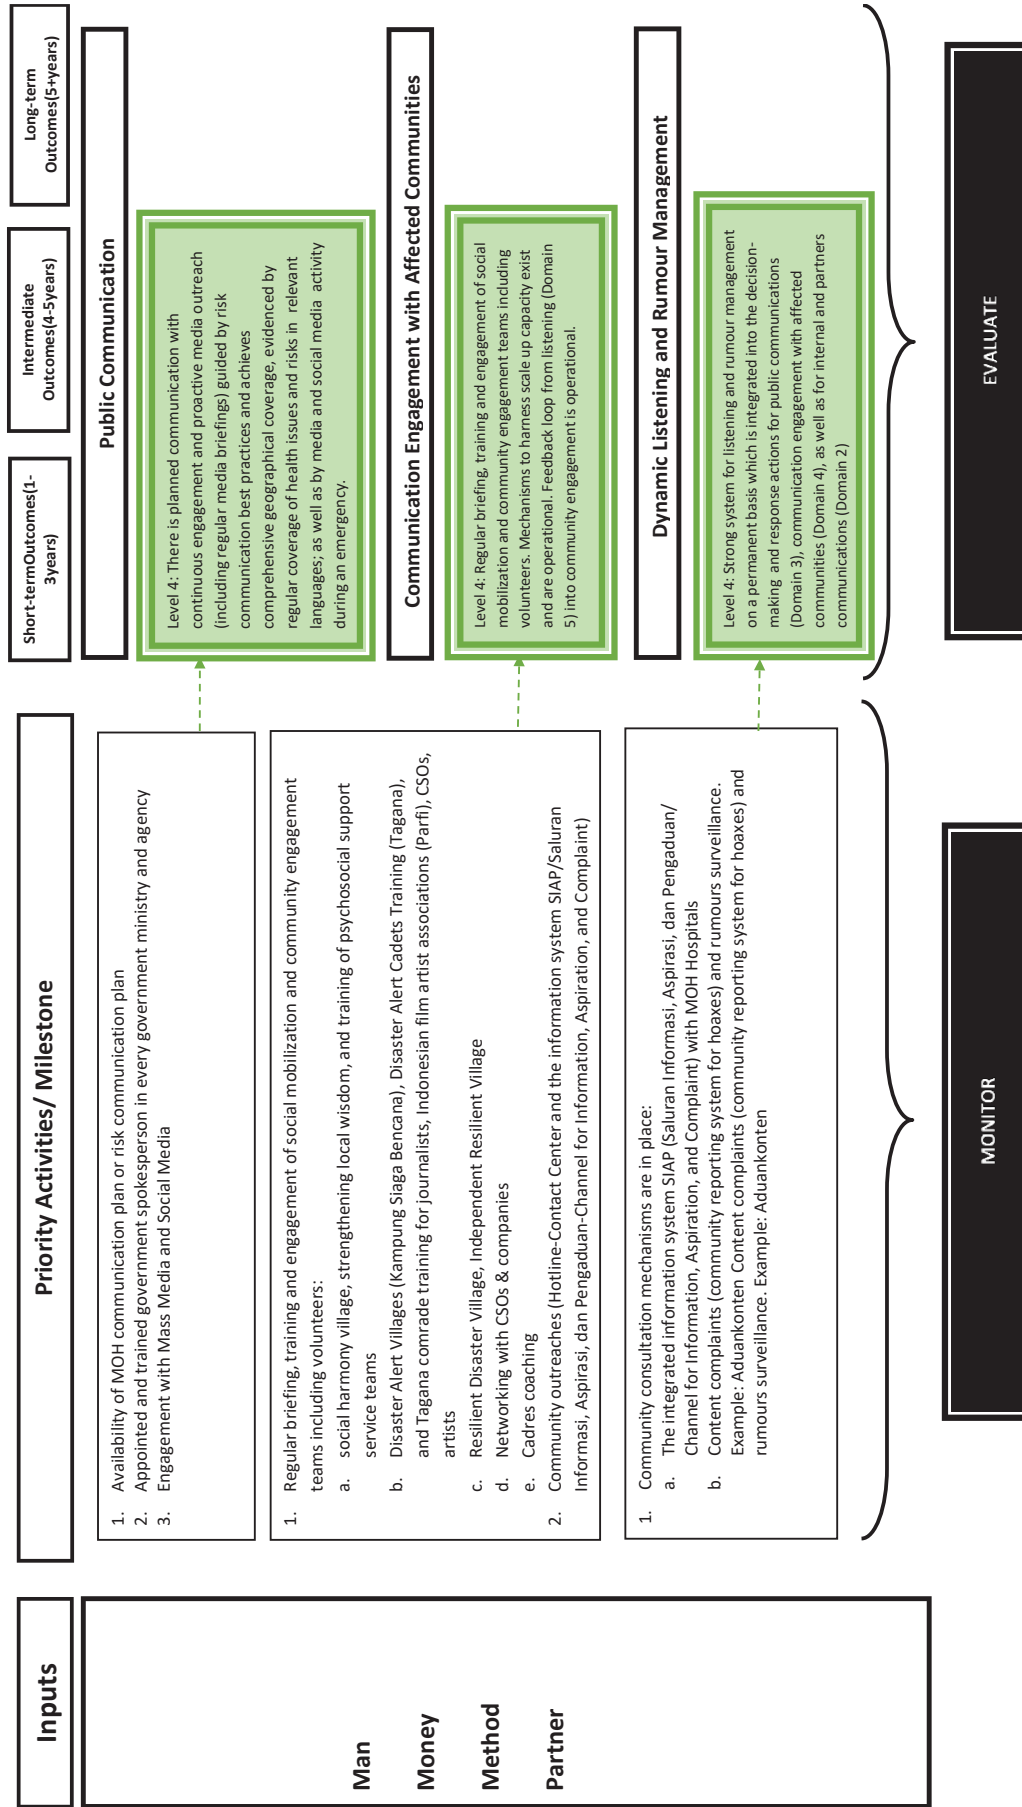 Inputs
Man
Money
Method
Partner
Priority Activities/ Milestone
1. Availability of MOH communication plan or risk communication plan
2. Appointed and trained government spokesperson in every government ministry and agency
3. Engagement with Mass Media and Social Media
1. Regular briefing, training and engagement of social mobilization and community engagement
teams including volunteers:
a. social harmony village, strengthening local wisdom, and training of psychosocial support
service teams
b. Disaster Alert Villages (Kampung Siaga Bencana), Disaster Alert Cadets Training (Tagana),
and Tagana comrade training for journalists, Indonesian film artist associations (Parfi), CSOs,
artists
c. Resilient Disaster Village, Independent Resilient Village
d. Networking with CSOs & companies
e. Cadres coaching
2. Community outreaches (Hotline-Contact Center and the information system SIAP/Saluran
Informasi, Aspirasi, dan Pengaduan-Channel for Information, Aspiration, and Complaint)
1. Community consultation mechanisms are in place:
a. The integrated information system SIAP (Saluran Informasi, Aspirasi, dan Pengaduan/
Channel for Information, Aspiration, and Complaint) with MOH Hospitals
b. Content complaints (community reporting system for hoaxes) and rumours surveillance.
Example: Aduankonten Content complaints (community reporting system for hoaxes) and
rumours surveillance. Example: Aduankonten
MONITOR
Short-termOutcomes(1-
3years)
Intermediate
Outcomes(4-5years)
Long-term
Outcomes(5+years)
Public Communication
Level 4: There is planned communication with
continuous engagement and proactive media outreach
(including regular media briefings) guided by risk
communication best practices and achieves
comprehensive geographical coverage, evidenced by
regular coverage of health issues and risks in relevant
languages; as well as by media and social media activity
during an emergency.
Communication Engagement with Affected Communities
Level 4: Regular briefing, training and engagement of social
mobilization and community engagement teams including
volunteers. Mechanisms to harness scale up capacity exist
and are operational. Feedback loop from listening (Domain
5) into community engagement is operational.
Dynamic Listening and Rumour Management
Level 4: Strong system for listening and rumour management
on a permanent basis which is integrated into the decision-
making and response actions for public communications
(Domain 3), communication engagement with affected
communities (Domain 4), as well as for internal and partners
communications (Domain 2)
EVALUATE